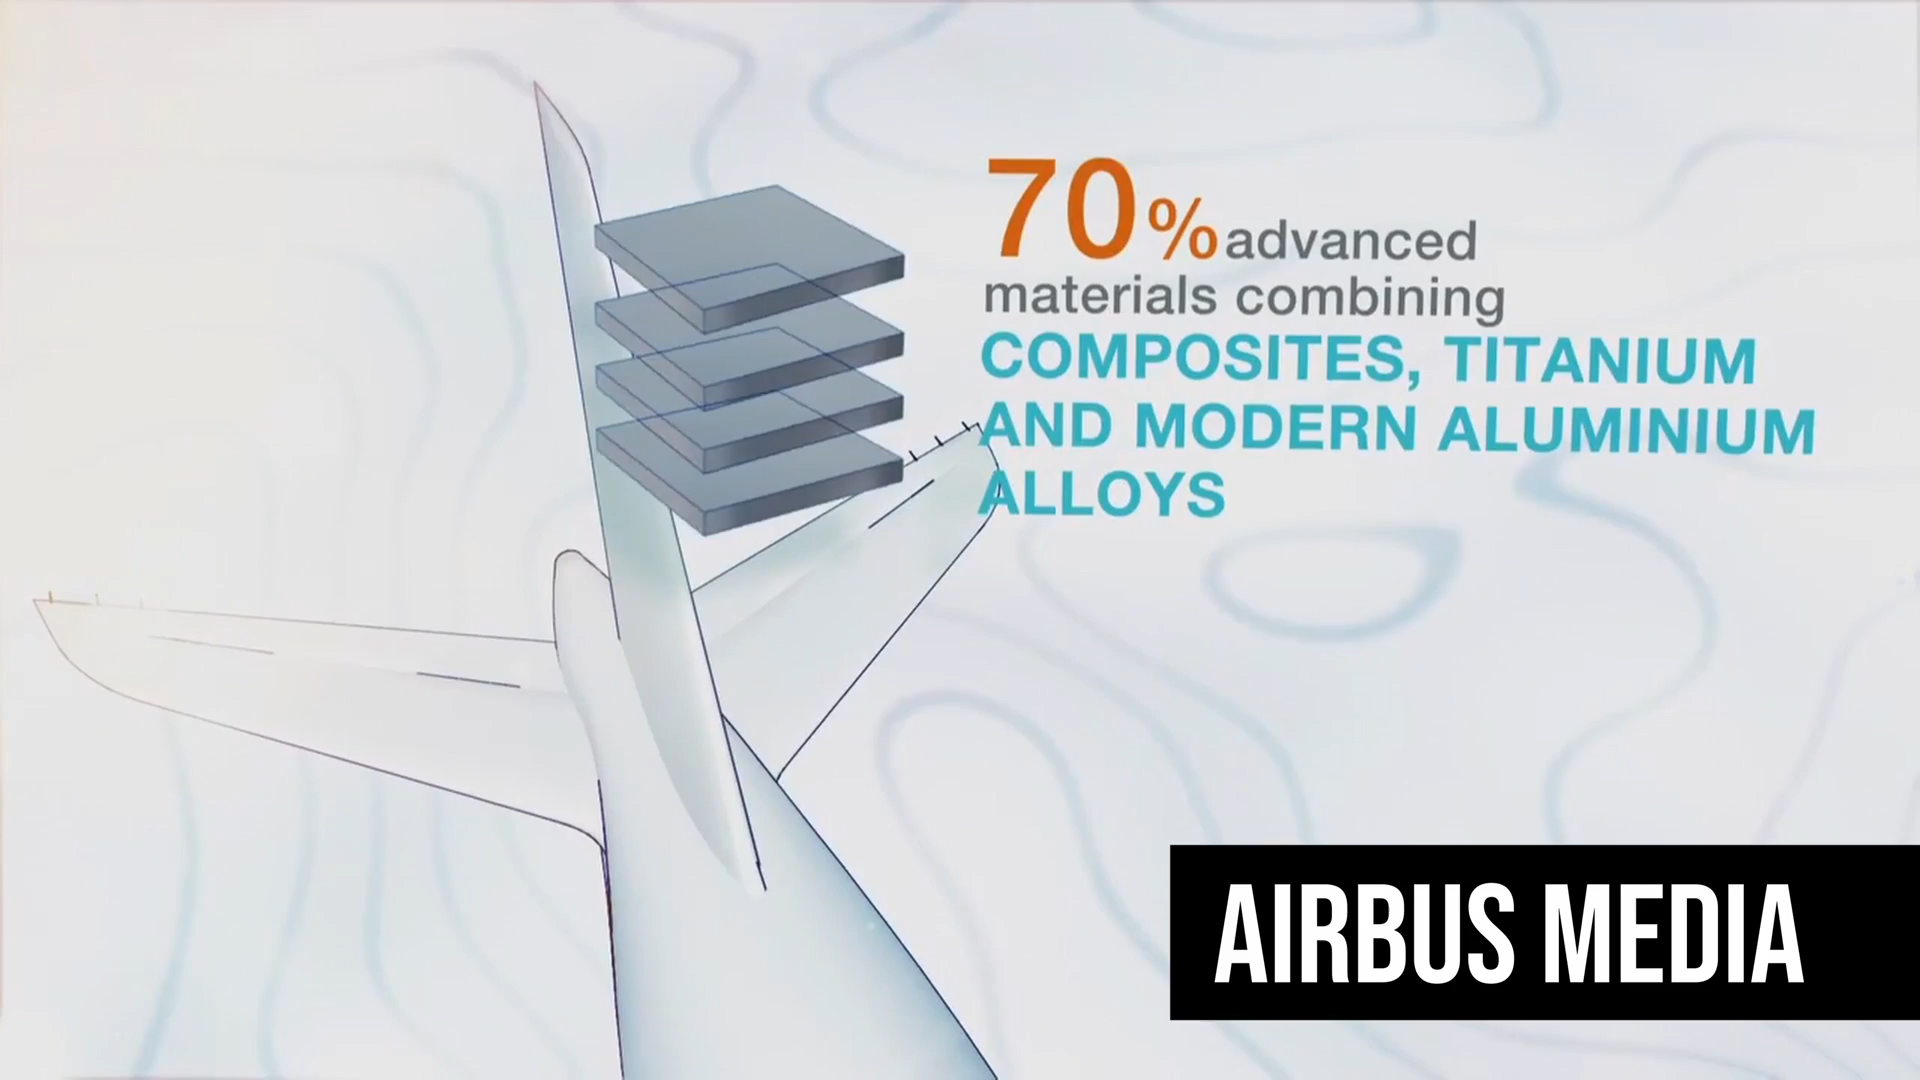 70% advanced
materials combining
COMPOSITES, TITANIUM
AND MODERN ALUMINIUM
ALLOYS
AIRBUS MEDIA